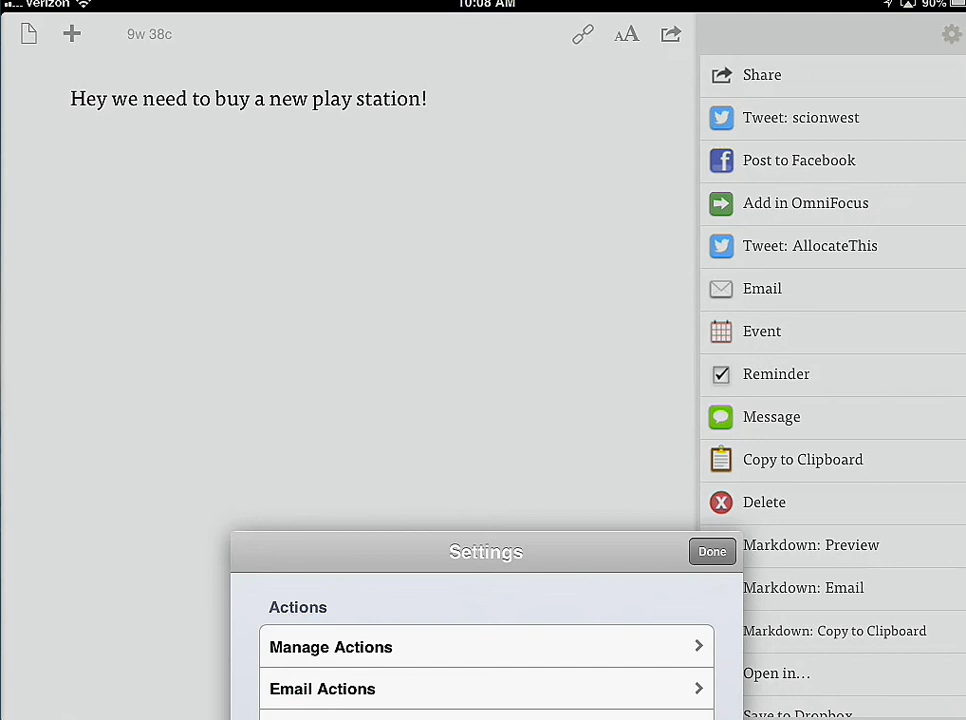 Verizon 10:08 AM 90%
9w 38c AA
Hey we need to buy a new play station!
Share
Tweet: scionwest
Post to Facebook
Add in OmniFocus
Tweet: AllocateThis
Email
Event
Reminder
Message
Copy to Clipboard
Delete
Markdown: Preview
Markdown: Email
Markdown: Copy to Clipboard
Open in...
Save to Dropbox
Settings Done
Actions
Manage Actions
Email Actions